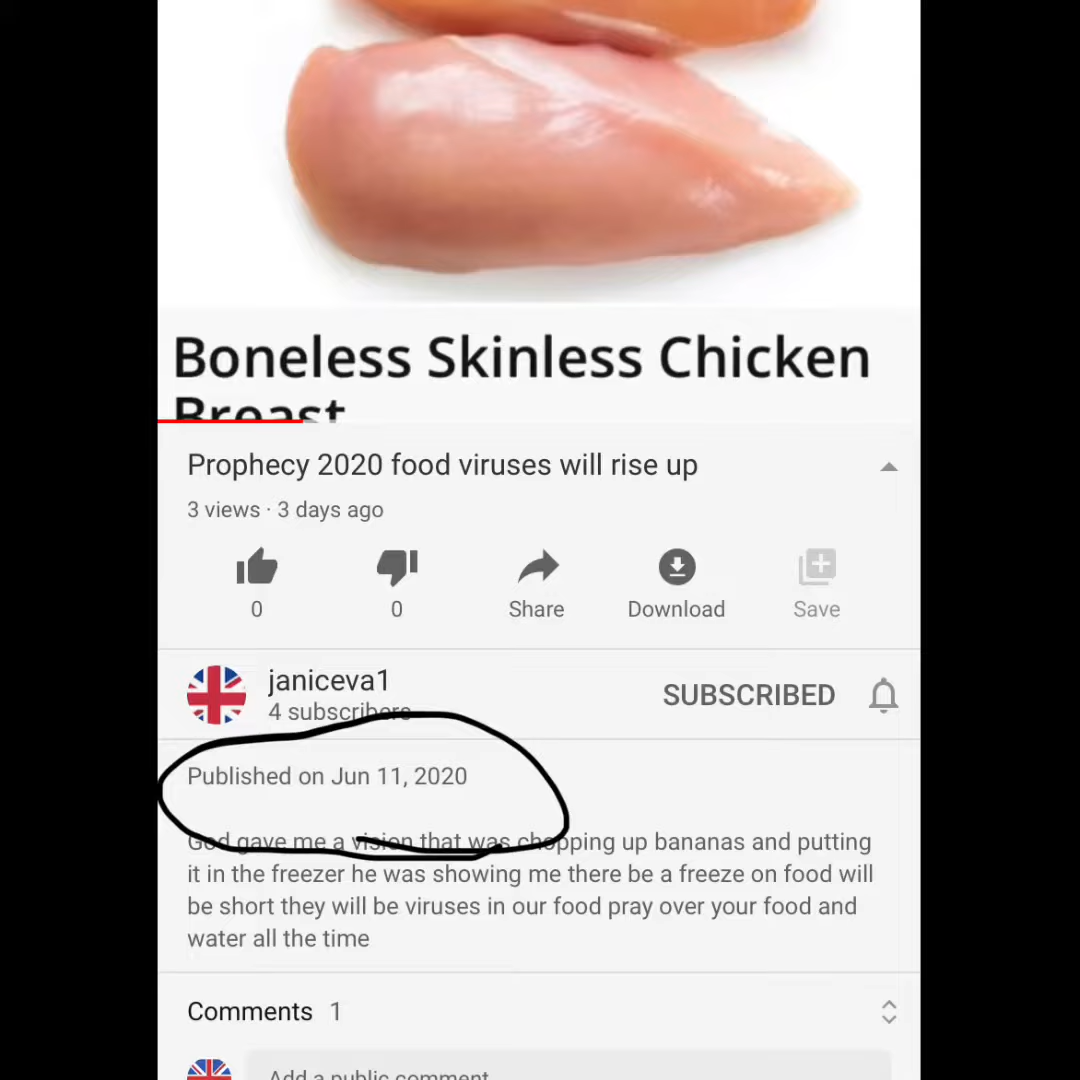 Boneless Skinless Chicken
Breast
Prophecy 2020 food viruses will rise up
3 views · 3 days ago
0
0
Share
Download
Save
janiceva1
4 subscribers
SUBSCRIBED
Published on Jun 11, 2020
God gave me a vision that was chopping up bananas and putting
it in the freezer he was showing me there be a freeze on food will
be short they will be viruses in our food pray over your food and
water all the time
Comments 1
Add a public comment